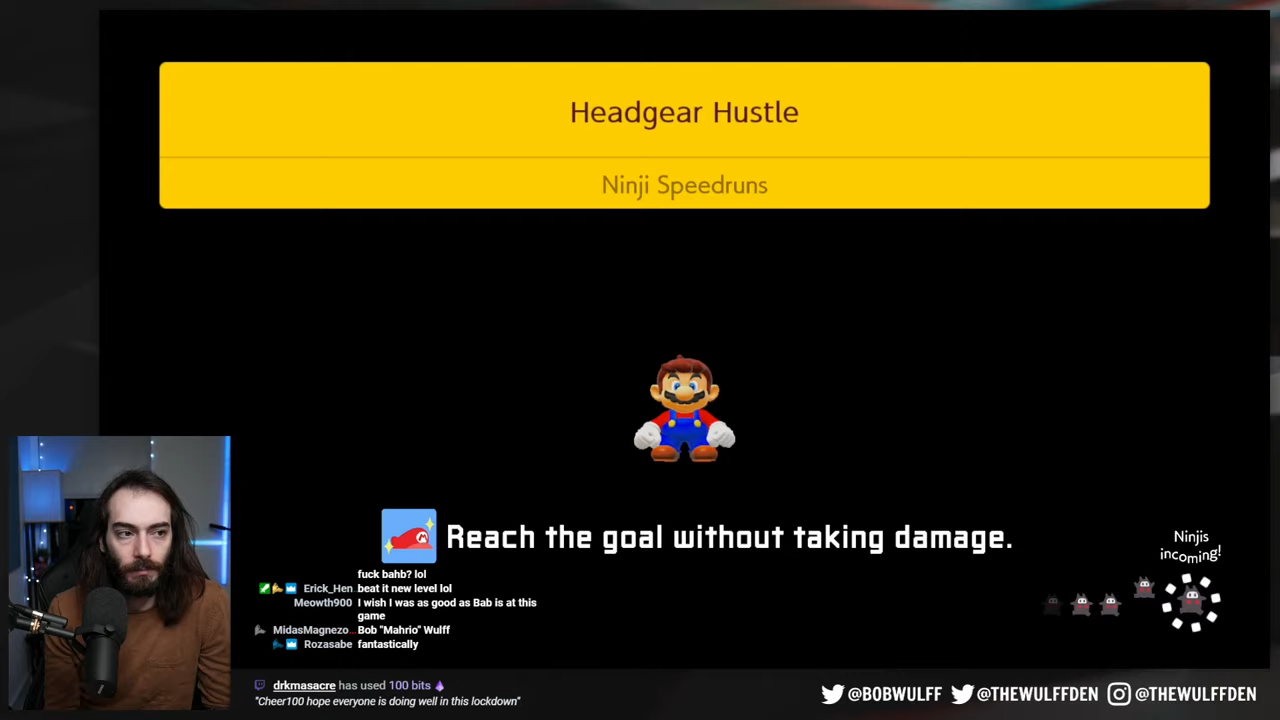 Headgear Hustle
Ninji Speedruns
Reach the goal without taking damage.
Ninjis
incoming!
fuck bahb? lol
Erick_Hen beat it new level lol
Meowth900 I wish I was as good as Bab is at this
game
MidasMagnezo... Bob "Mahrio" Wulff
Rozasabe fantastically
drkmasacre has used 100 bits
"Cheer100 hope everyone is doing well in this lockdown"
@BOBWULFF @THEWULFFDEN @THEWULFFDEN